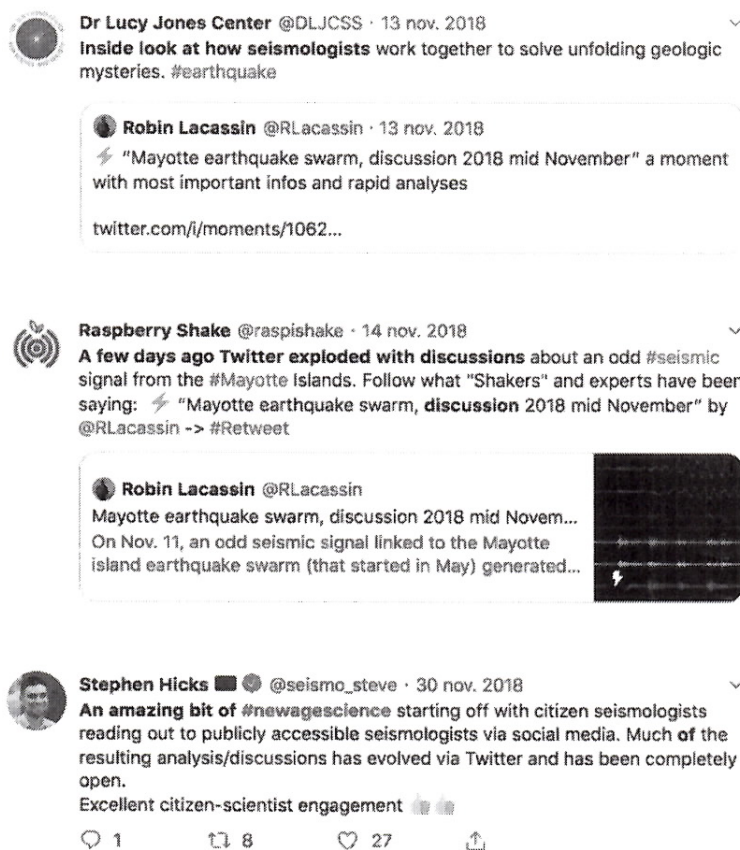 Dr Lucy Jones Center @DLJCSS · 13 nov. 2018
Inside look at how seismologists work together to solve unfolding geologic
mysteries. #earthquake
Robin Lacassin @RLacassin · 13 nov. 2018
⚡ “Mayotte earthquake swarm, discussion 2018 mid November” a moment
with most important infos and rapid analyses
twitter.com/i/moments/1062...
Raspberry Shake @raspishake · 14 nov. 2018
A few days ago Twitter exploded with discussions about an odd #seismic
signal from the #Mayotte Islands. Follow what "Shakers" and experts have been
saying: ⚡ “Mayotte earthquake swarm, discussion 2018 mid November” by
@RLacassin -> #Retweet
Robin Lacassin @RLacassin
Mayotte earthquake swarm, discussion 2018 mid Novem...
On Nov. 11, an odd seismic signal linked to the Mayotte
island earthquake swarm (that started in May) generated...
Stephen Hicks @seismo_steve · 30 nov. 2018
An amazing bit of #newagescience starting off with citizen seismologists
reading out to publicly accessible seismologists via social media. Much of the
resulting analysis/discussions has evolved via Twitter and has been completely
open.
Excellent citizen-scientist engagement 👍👍
1 8 27